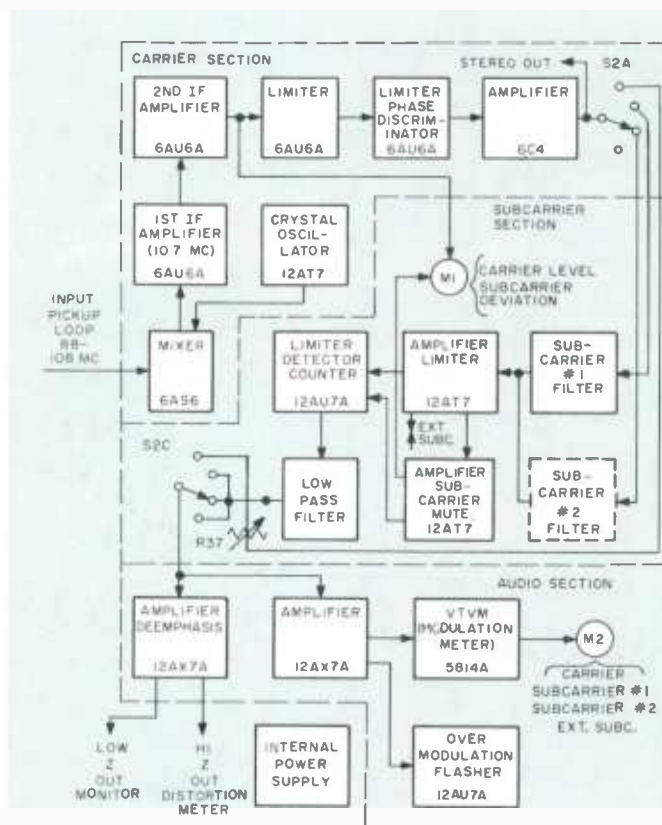 CARRIER SECTION
2ND IF
AMPLIFIER
6AU6A
LIMITER
6AU6A
LIMITER
PHASE
DISCRIM-
INATOR
6AU6A
STEREO OUT
AMPLIFIER
6C4
S2A
1ST IF
AMPLIFIER
(10 7 MC)
6AU6A
CRYSTAL
OSCIL-
LATOR
12AT7
SUBCARRIER
SECTION
M1
CARRIER LEVEL
SUBCARRIER
DEVIATION
INPUT
PICKUP
LOOP
88-
108 MC
MIXER
6AS6
LIMITER
DETECTOR
COUNTER
12AU7A
AMPLIFIER
LIMITER
12AT7
SUB-
CARRIER
#1
FILTER
EXT
SUBC.
S2C
LOW
PASS
FILTER
AMPLIFIER
SUB-
CARRIER
MUTE
12AT7
SUB-
CARRIER
#2
FILTER
R37
AUDIO SECTION
AMPLIFIER
DEEMPHASIS
12AX7A
AMPLIFIER
12AX7A
VTVM
(MODULATION
METER)
5814A
M2
CARRIER
SUBCARRIER #1
SUBCARRIER #2
EXT. SUBC.
LOW
Z
OUT
MONITOR
HI
Z
OUT
DISTORTION
METER
INTERNAL
POWER
SUPPLY
OVER
MODULATION
FLASHER
12AU7A